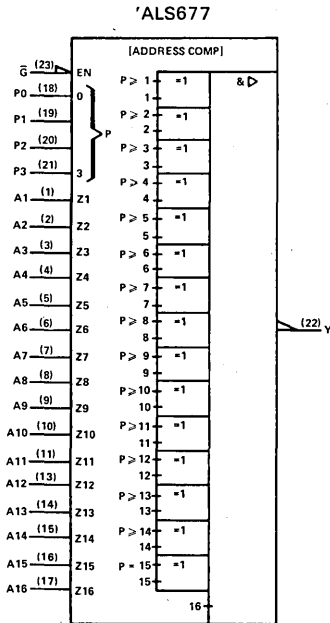 'ALS677
[ADDRESS COMP]
G (23) EN
P0 (18) 0
P1 (19)
P2 (20)
P3 (21) 3
P
A1 (1) Z1
A2 (2) Z2
A3 (3) Z3
A4 (4) Z4
A5 (5) Z5
A6 (6) Z6
A7 (7) Z7
A8 (8) Z8
A9 (9) Z9
A10 (10) Z10
A11 (11) Z11
A12 (13) Z12
A13 (14) Z13
A14 (15) Z14
A15 (16) Z15
A16 (17) Z16
P ⩾ 1 =1
1
P ⩾ 2 =1
2
P ⩾ 3 =1
3
P > 4 =1
4
P ⩾ 5 =1
5
P ⩾ 6 =1
6
P ⩾ 7 =1
7
P ⩾ 8 =1
8
P ⩾ 9 =1
9
P ⩾ 10 =1
10
P ⩾ 11 =1
11
P ⩾ 12 =1
12
P ⩾ 13 =1
13
P ⩾ 14 =1
14
P = 15 =1
15
16
& ▷
(22) Y